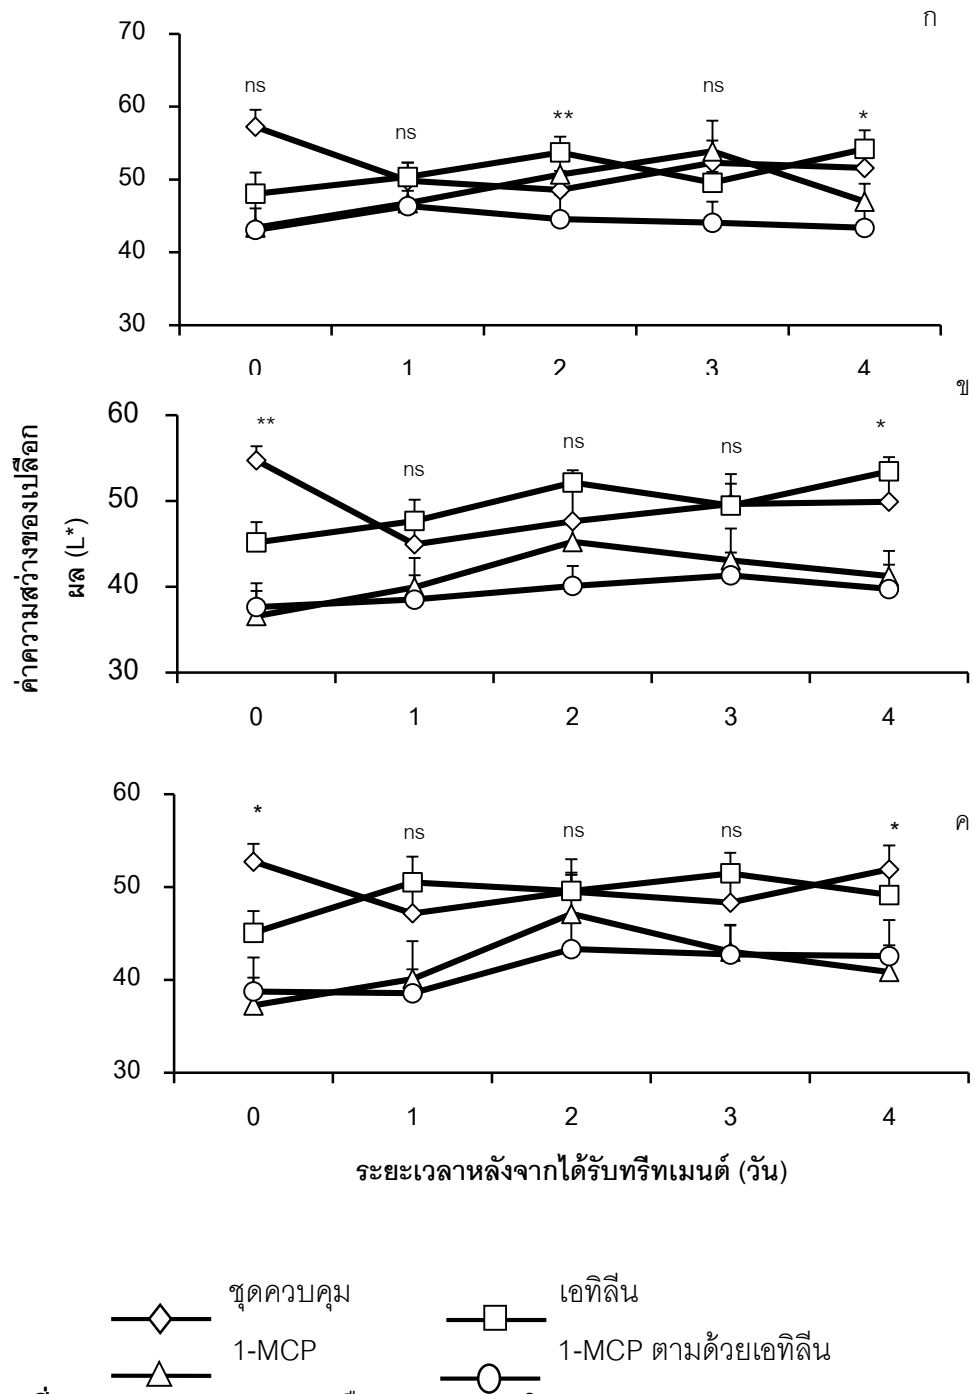 ก
70
ns
ns
60
**
ns
*
50
40
30
0 1 2 3 4
ข
ค่าความสว่างของเปลือก
ผล (L*)
60
**
ns
ns
ns
*
50
40
30
0 1 2 3 4
60
*
ns
ns
ns
*
ค
50
40
30
0 1 2 3 4
ระยะเวลาหลังจากได้รับทรีทเมนต์ (วัน)
ชุดควบคุม เอทิลีน
1-MCP 1-MCP ตามด้วยเอทิลีน